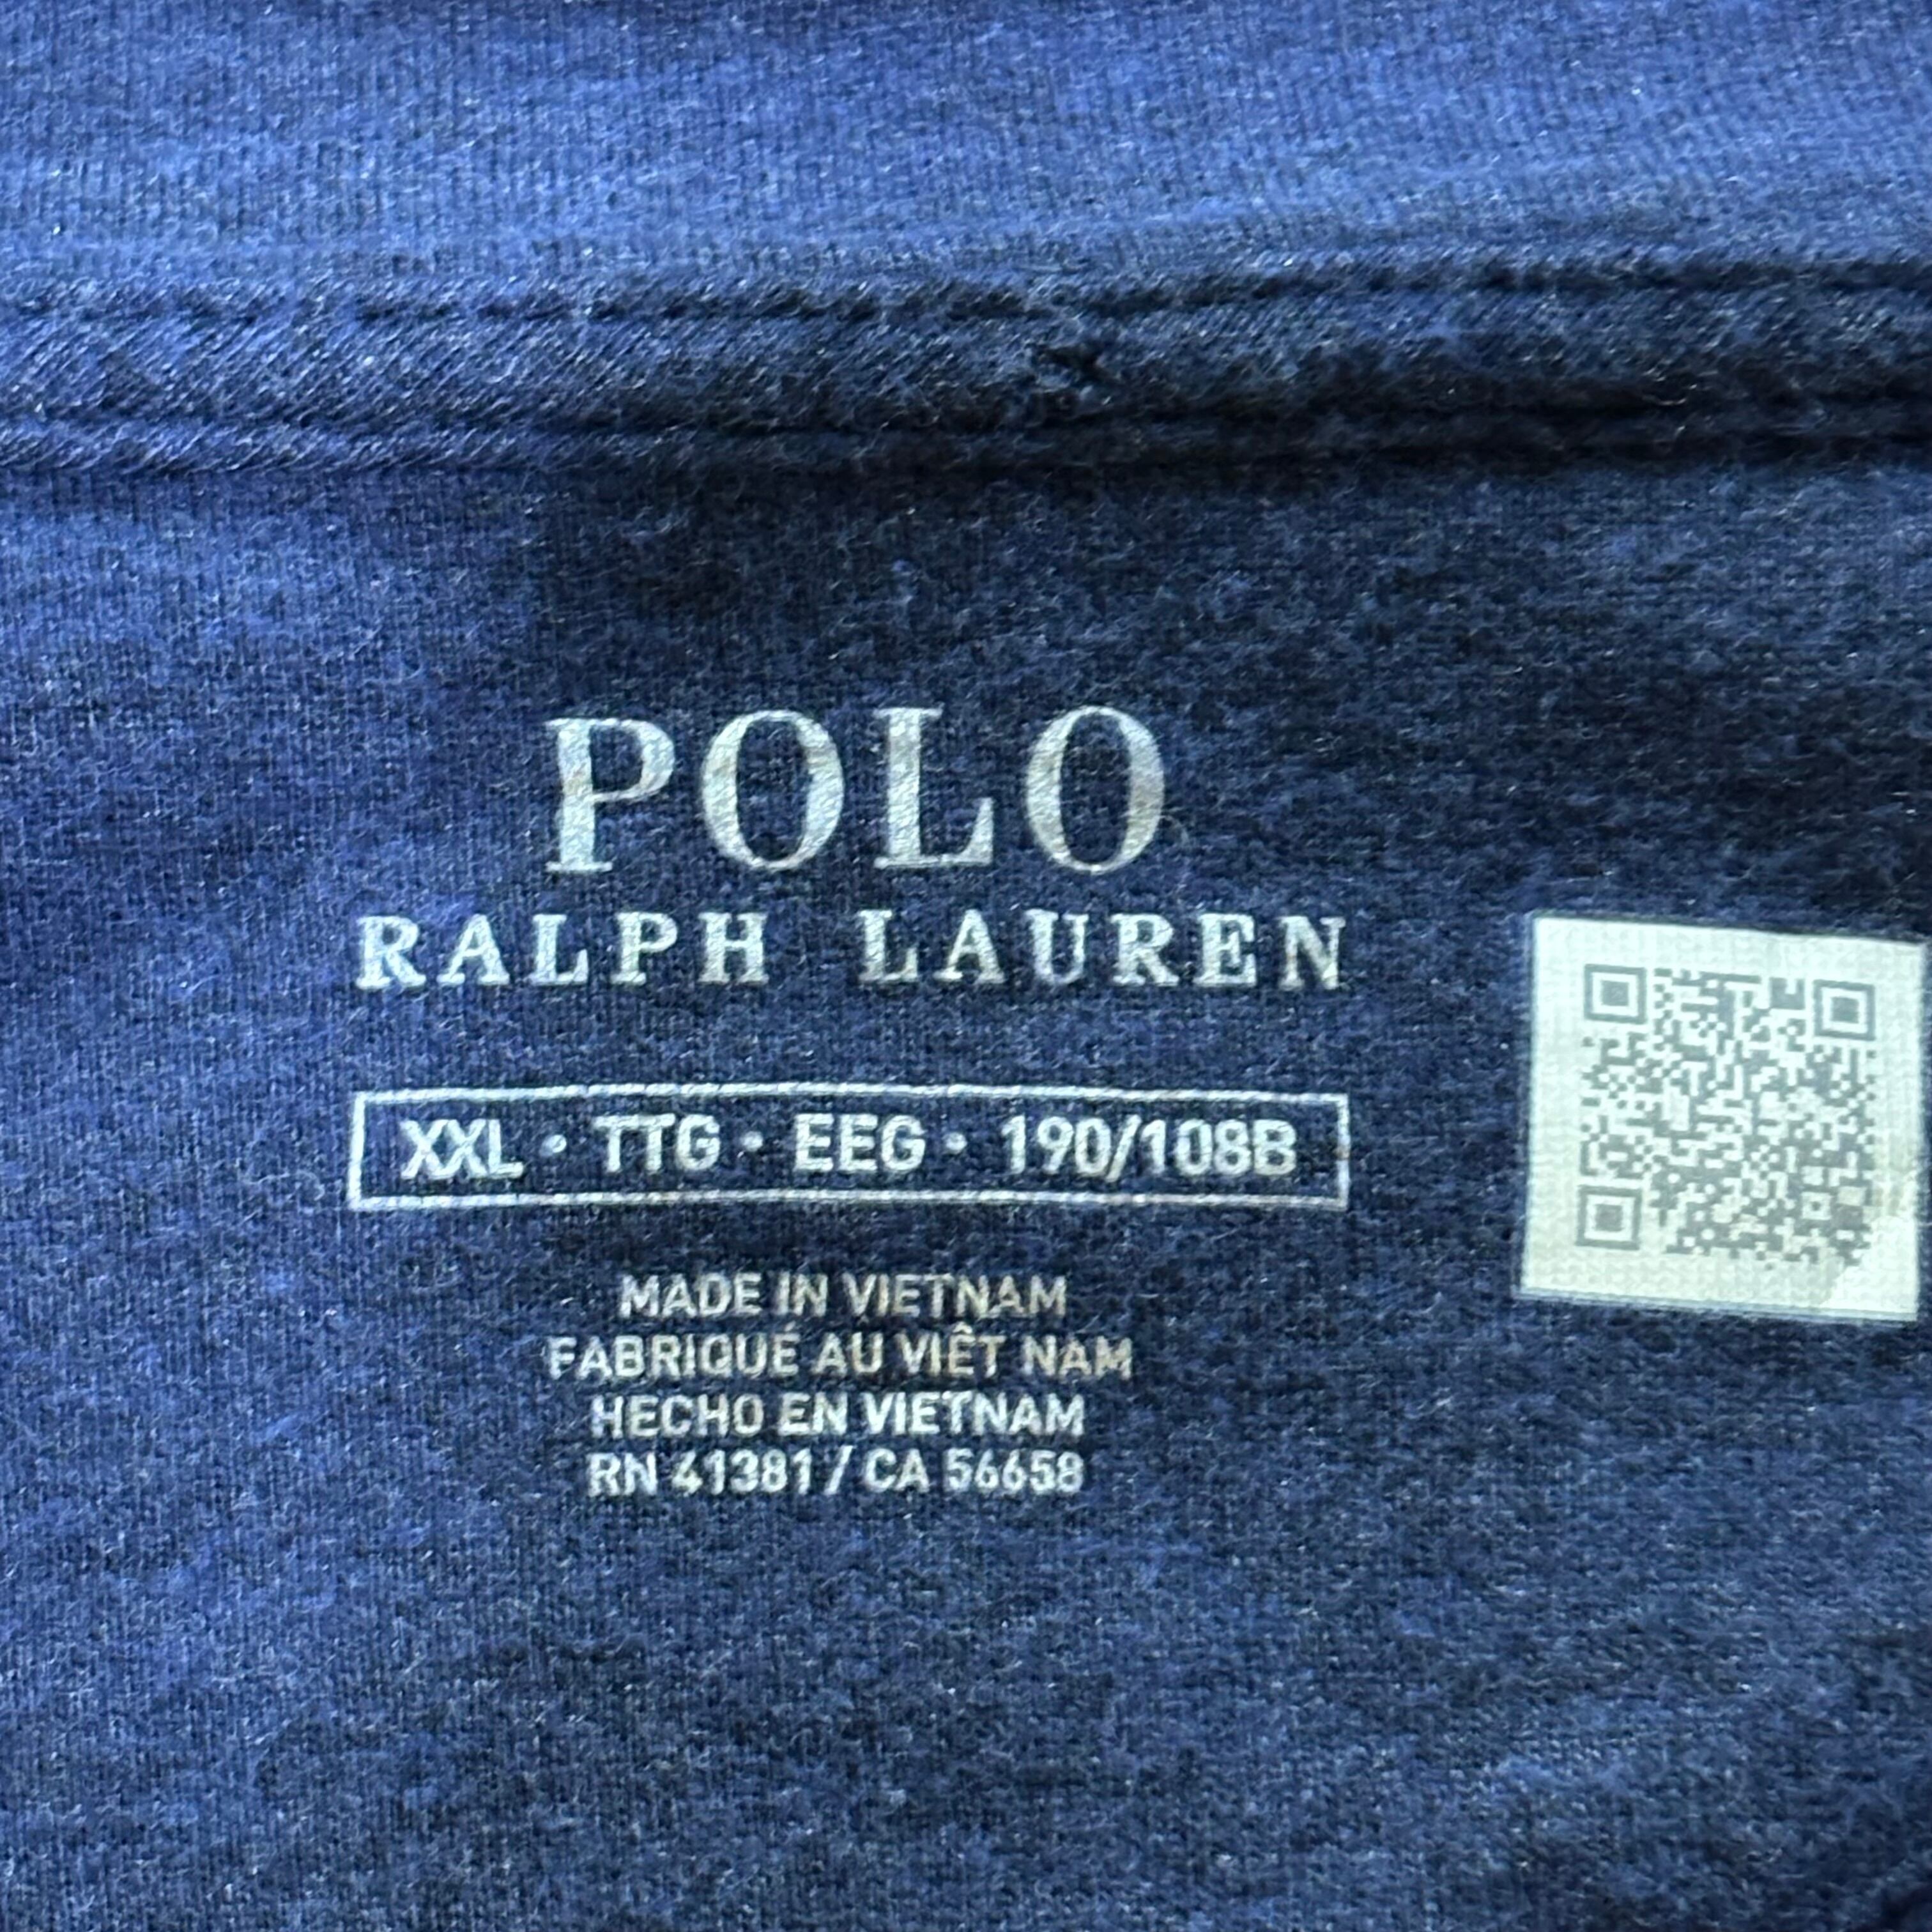 POLO
RALPH LAUREN
XXL · TTG · EEG · 190/108B
MADE IN VIETNAM
FABRIQUÉ AU VIÊT NAM
HECHO EN VIETNAM
RN 41381 / CA 56658